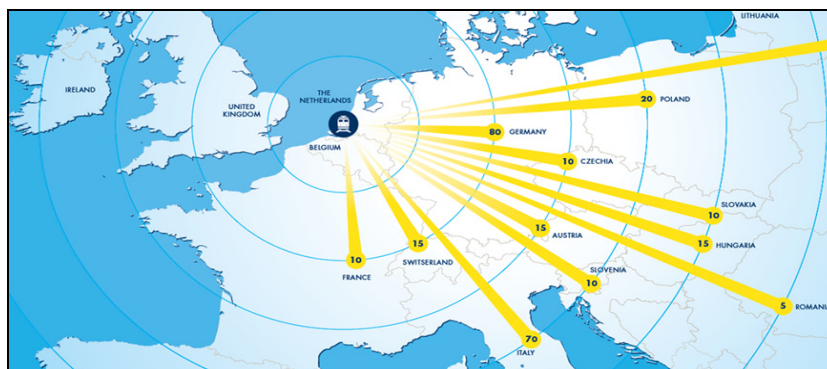 LITHUANIA
IRELAND
THE
NETHERLANDS
UNITED
KINGDOM
20
POLAND
80
GERMANY
BELGIUM
10
CZECHIA
SLOVAKIA
10
15
AUSTRIA
15
HUNGARIA
10
FRANCE
15
SWITSERLAND
SLOVENIA
10
5
ROMANI
70
ITALY